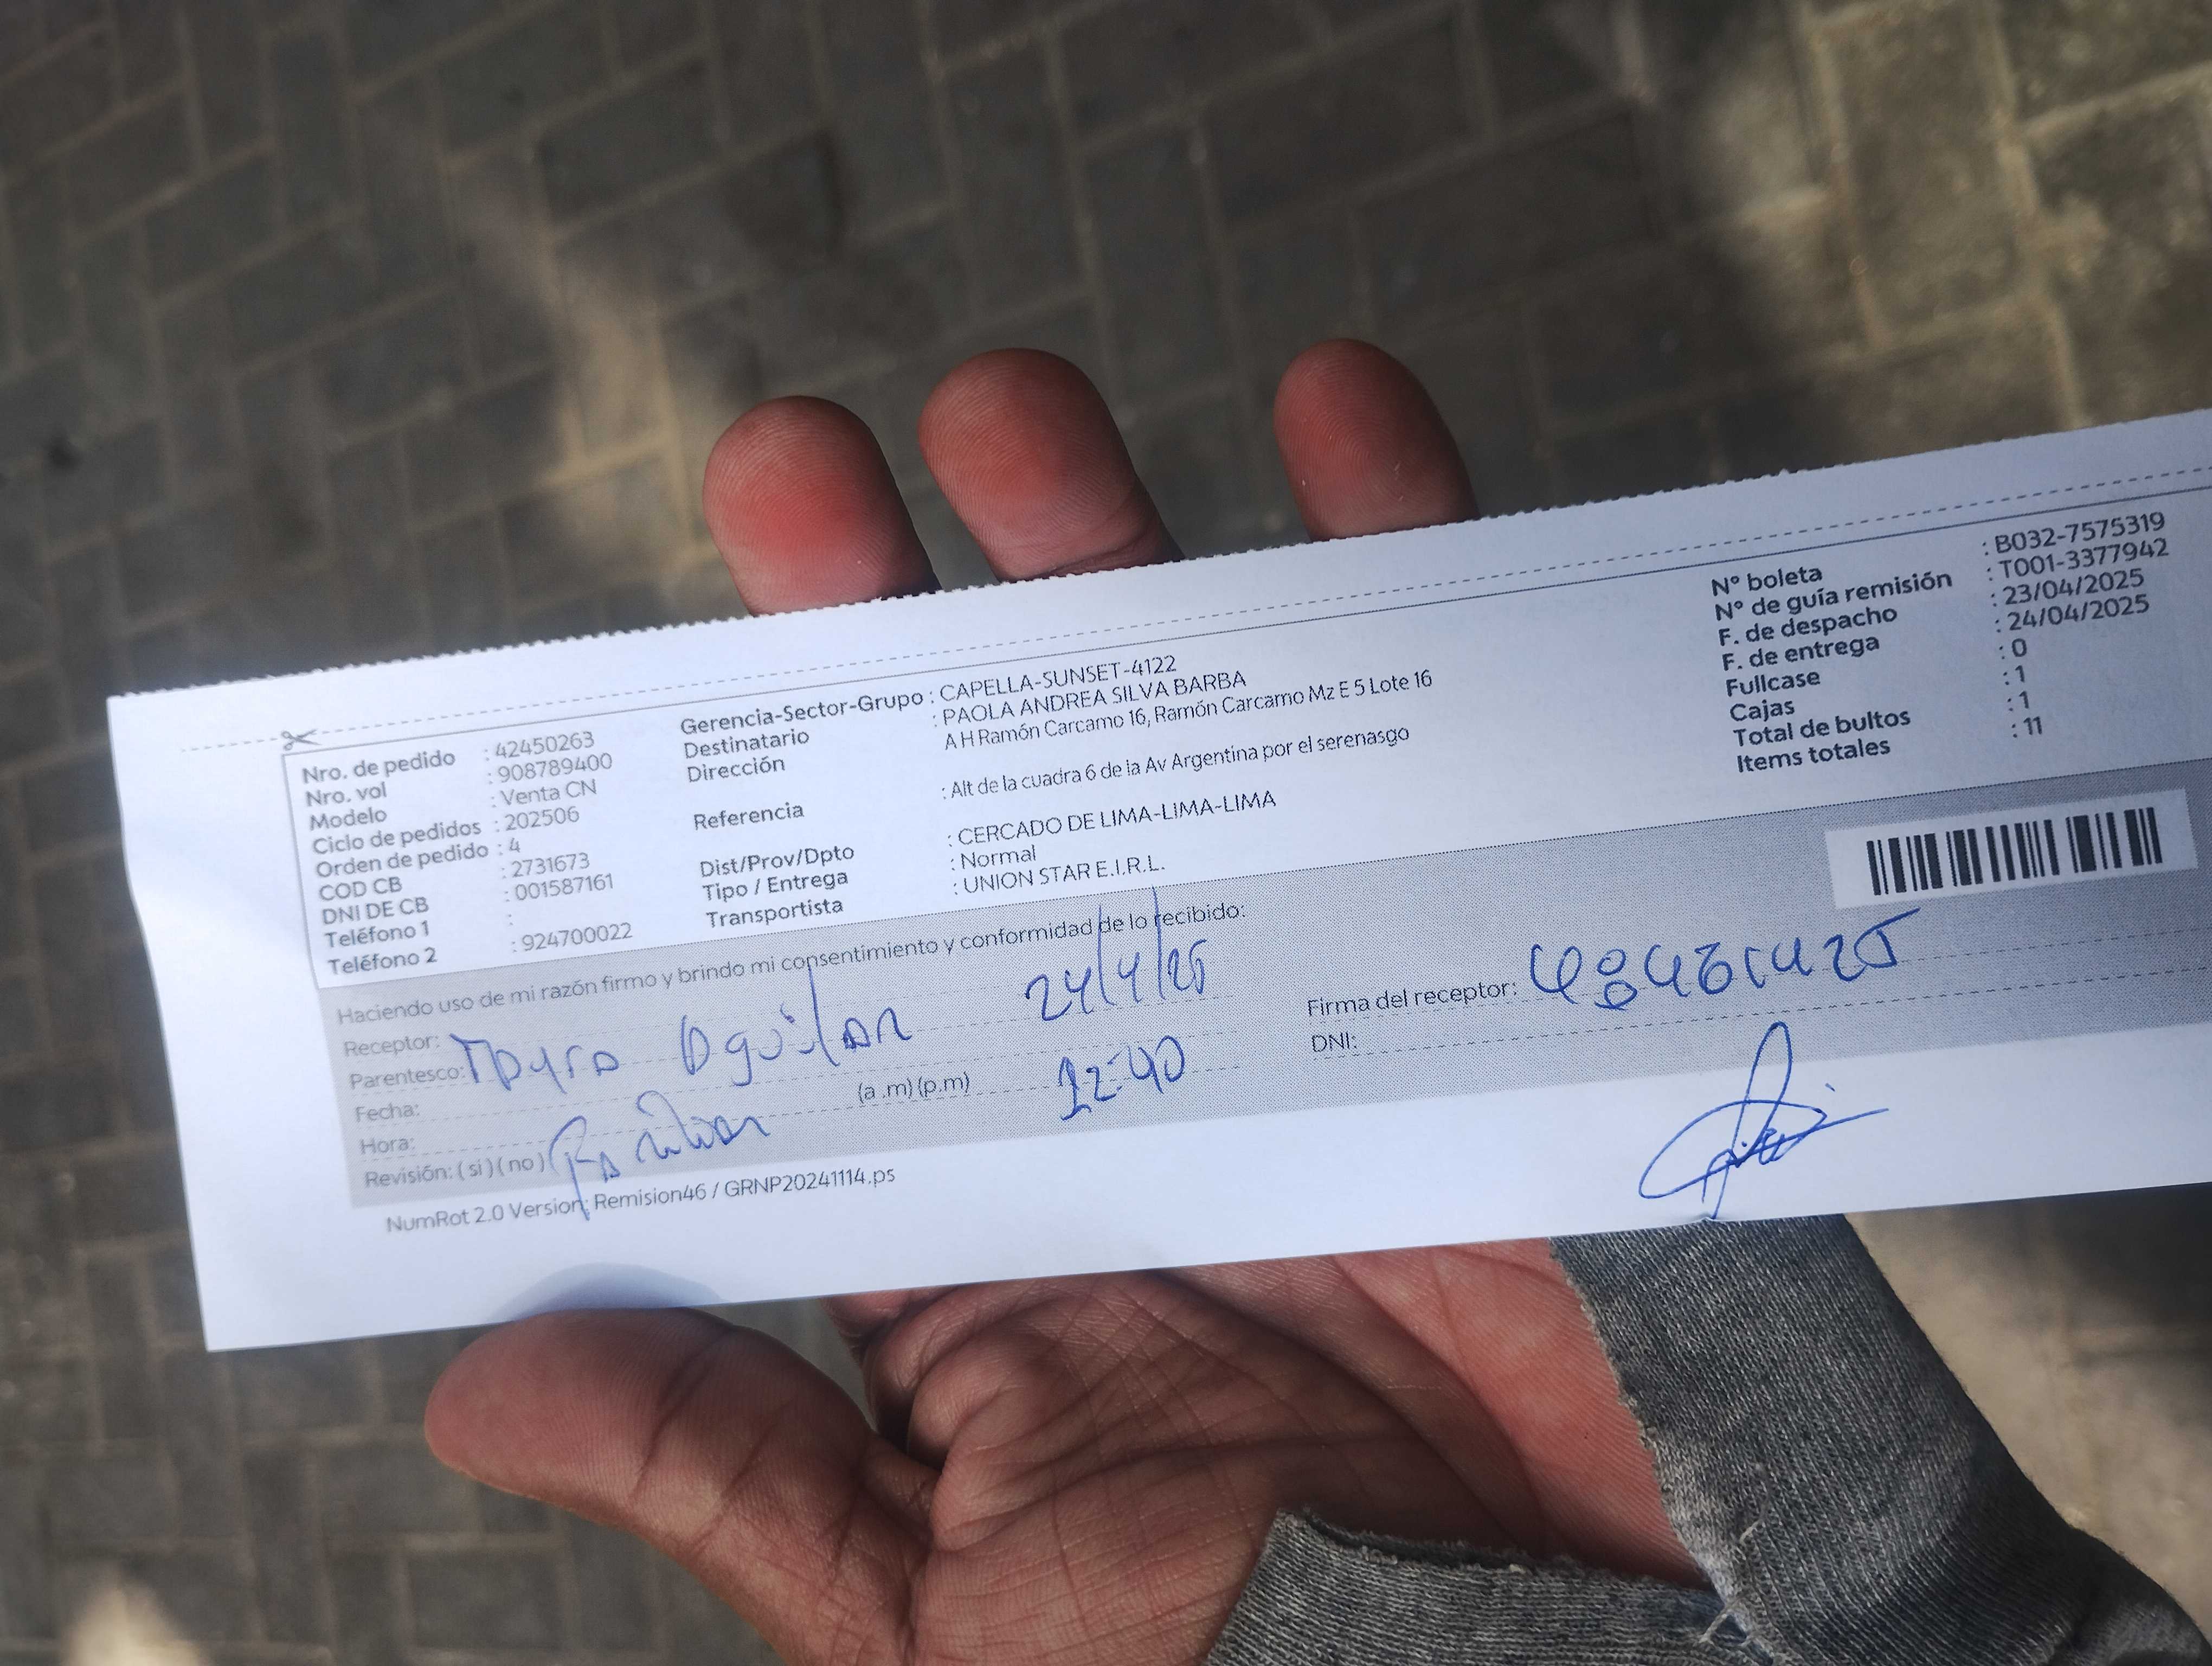 Nro. de pedido : 42450263
Nro. vol : 908789400
Modelo : Venta CN
Ciclo de pedidos : 202506
Orden de pedido : 4
COD CB : 2731673
DNI DE CB : 001587161
Teléfono 1 :
Teléfono 2 : 924700022
Gerencia-Sector-Grupo : CAPELLA-SUNSET-4122
Destinatario : PAOLA ANDREA SILVA BARBA
Dirección A H Ramón Carcamo 16, Ramón Carcamo Mz E 5 Lote 16
Referencia : Alt de la cuadra 6 de la Av Argentina por el serenasgo
Dist/Prov/Dpto : CERCADO DE LIMA-LIMA-LIMA
Tipo / Entrega : Normal
Transportista : UNION STAR E.I.R.L.
N° boleta : B032-7575319
N° de guía remisión : T001-3377942
F. de despacho : 23/04/2025
F. de entrega : 24/04/2025
Fullcase : 0
Cajas : 1
Total de bultos : 1
Items totales : 11
Haciendo uso de mi razón firmo y brindo mi consentimiento y conformidad de lo recibido:
Receptor:
Parentesco: Aguilar 24/4/25
Fecha:
Hora: (a .m) (p.m) 12:40
Revisión: ( si ) ( no )
Firma del receptor:
DNI:
NumRot 2.0 Version: Remision46 / GRNP20241114.ps